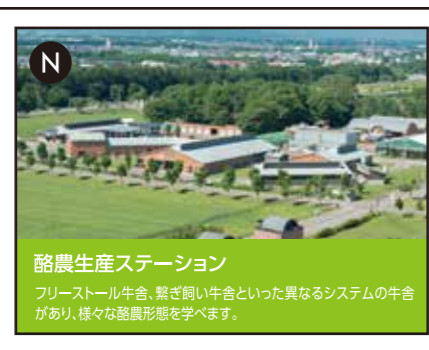 N
酪農生産ステーション
フリーストール牛舎、繋ぎ飼い牛舎といった異なるシステムの牛舎
があり、様々な酪農形態を学べます。